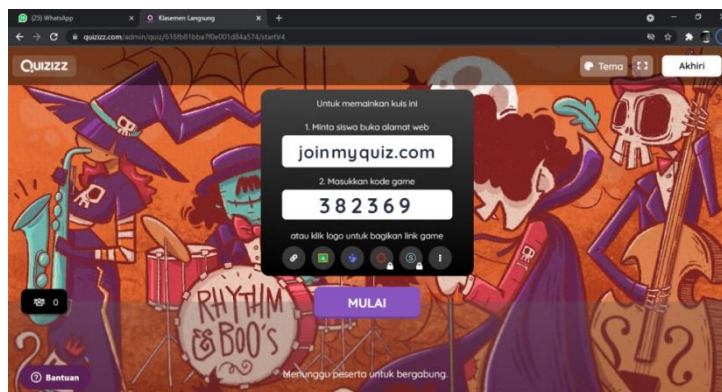 (25) WhatsApp
Klasemen Langsung
quizizz.com/admin/quiz/616fb81bba7f0e001d84a574/startV4
QUIZIZZ
Tema
Akhiri
Untuk memainkan kuis ini
1. Minta siswa buka alamat web
joinmyquiz.com
2. Masukkan kode game
382369
atau klik logo untuk bagikan link game
0
MULAI
RHYTHM
& BOO'S
Menunggu peserta untuk bergabung.
Bantuan